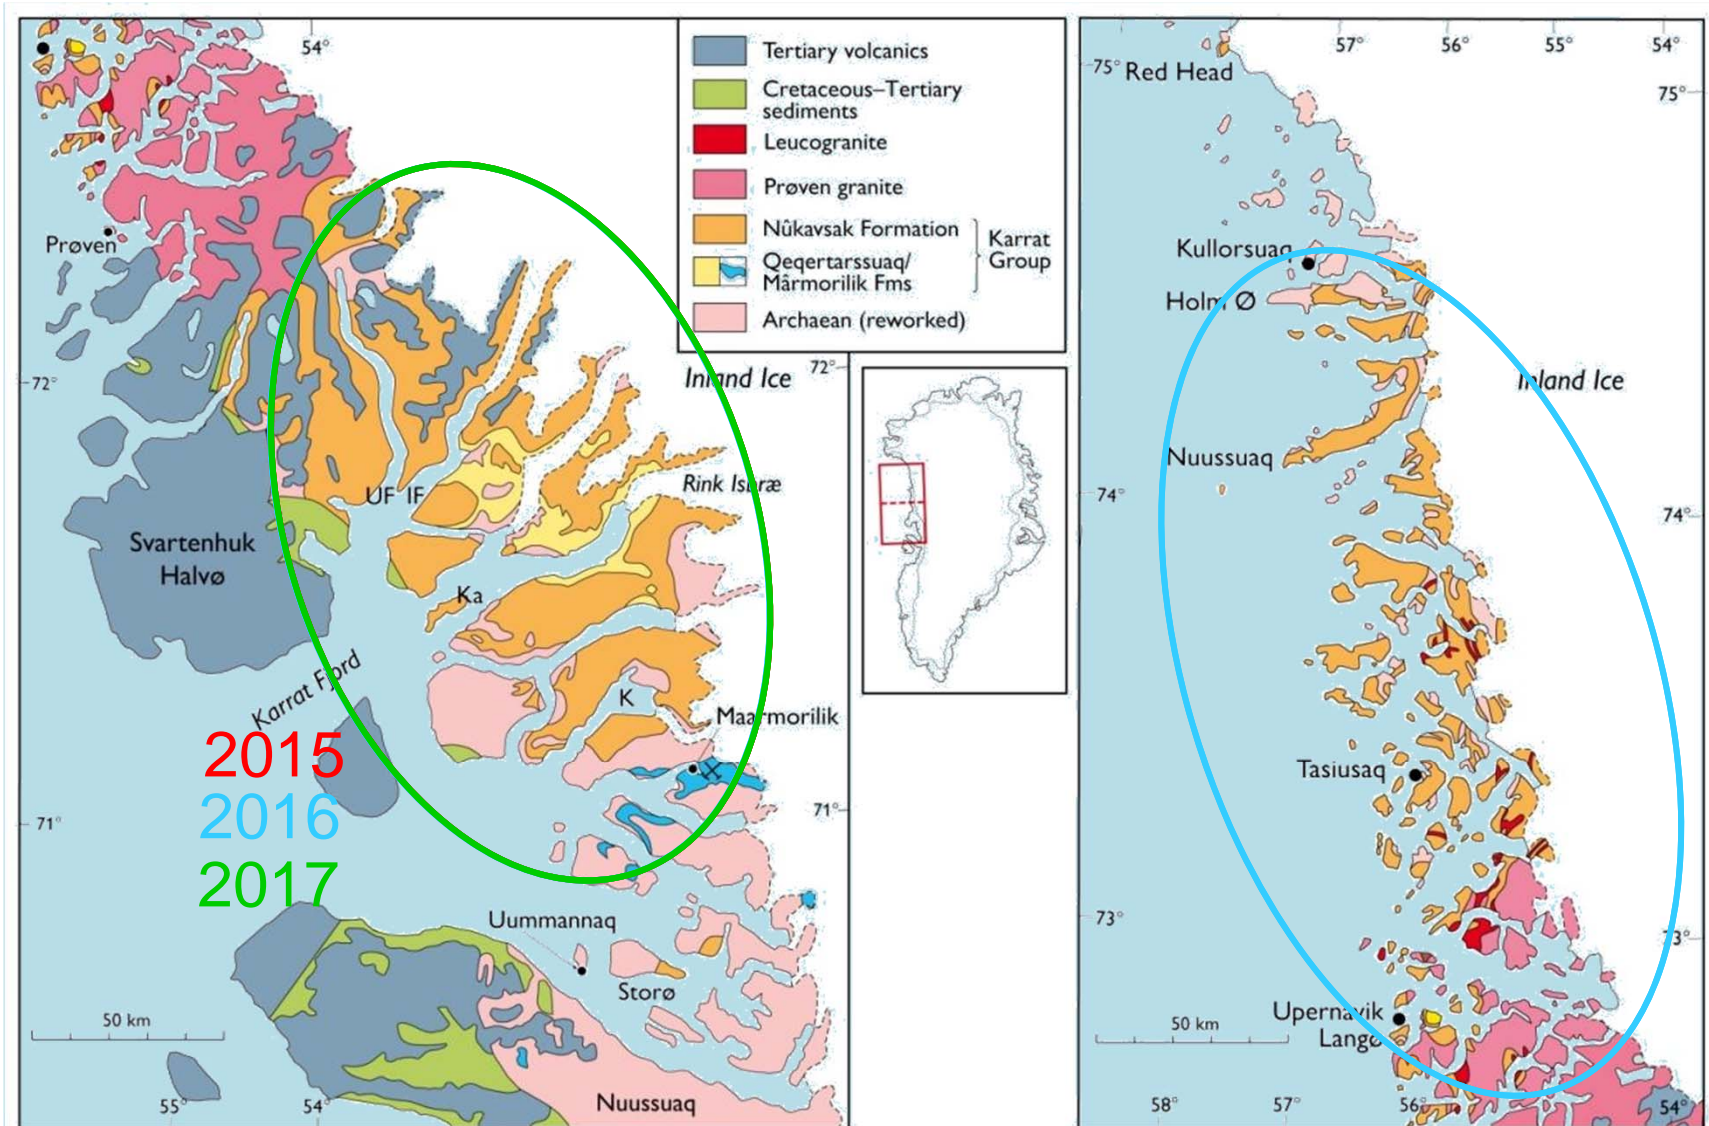 54°
Prøven
72°
Svartenhuk
Halvø
UF IF
Ka
K
Karrat Fjord
2015
2016
2017
71°
Inland Ice
72°
Rink Isbræ
Maarmorilik
71°
Uummannaq
Storø
50 km
Nuussuaq
55°
54°
Tertiary volcanics
Cretaceous–Tertiary
sediments
Leucogranite
Prøven granite
Nûkavsak Formation
Qeqertarssuaq/
Mârmorilik Fms
Karrat
Group
Archaean (reworked)
57°
56°
55°
54°
75°
Red Head
75°
Kullorsuaq
Holm Ø
Inland Ice
Nuussuaq
74°
74°
Tasiusaq
73°
73°
Upernavik
Langø
50 km
58°
57°
56°
54°